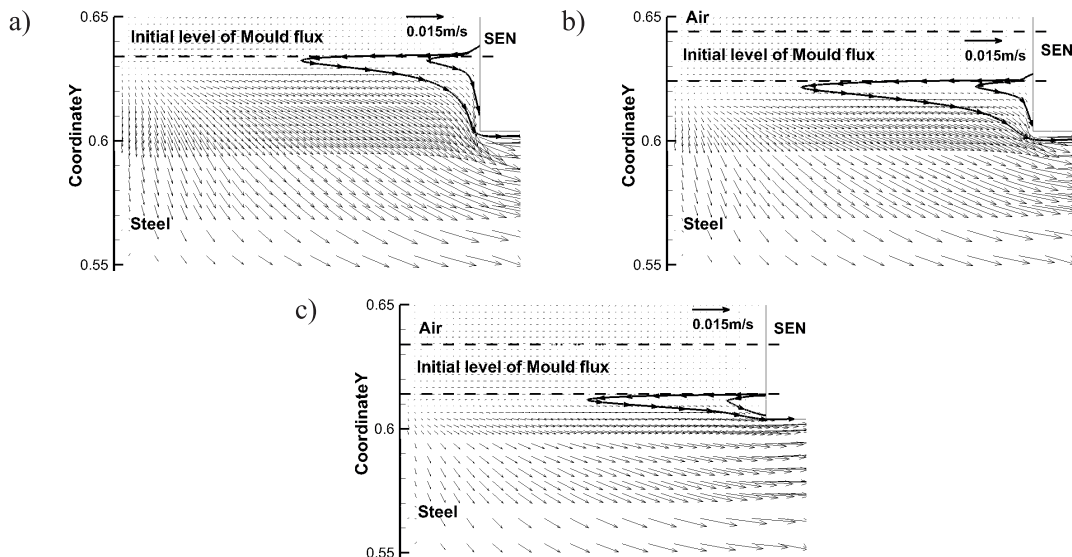 a)
0.65
0.015m/s
SEN
Initial level of Mould flux
CoordinateY
0.6
Steel
0.55
b)
0.65
Air
SEN
0.015m/s
Initial level of Mould flux
CoordinateY
0.6
Steel
0.55
c)
0.65
Air
0.015m/s
SEN
Initial level of Mould flux
CoordinateY
0.6
Steel
0.55